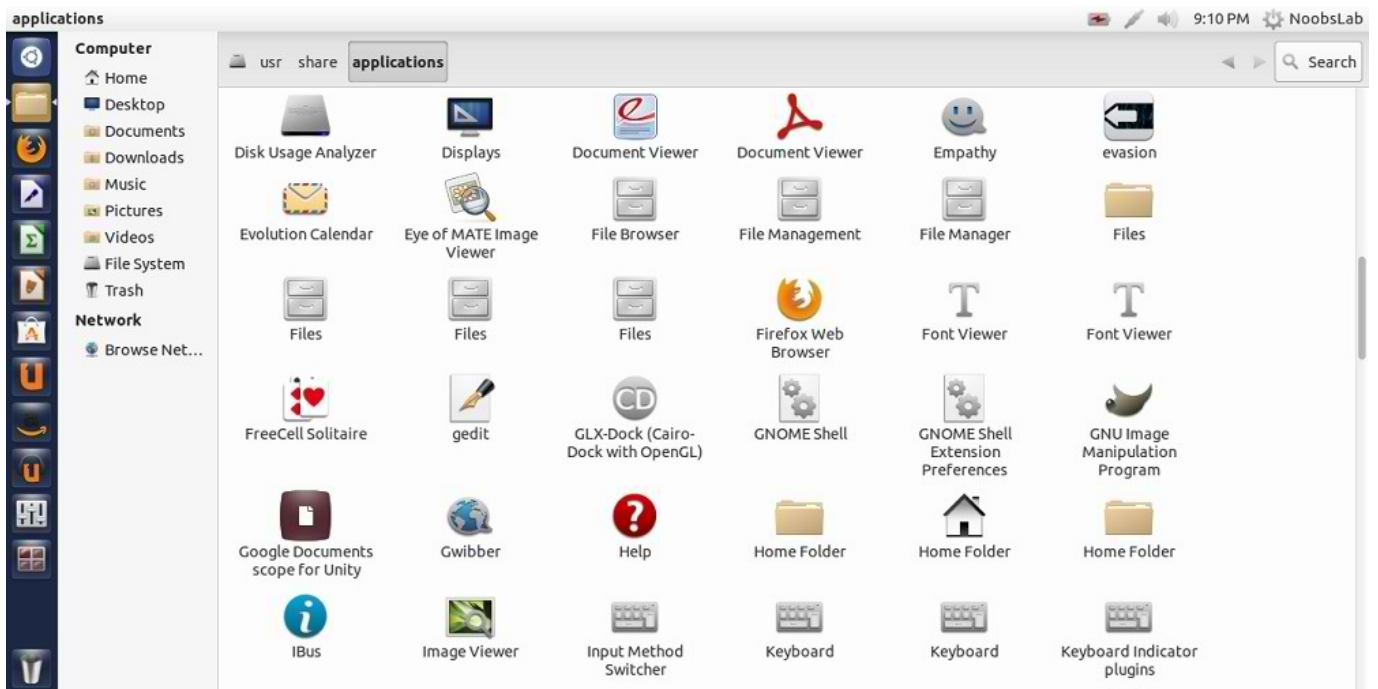 applications
9:10 PM
NoobsLab
Computer
Home
Desktop
Documents
Downloads
Music
Pictures
Videos
File System
Trash
Network
Browse Net...
usr share applications
Search
Disk Usage Analyzer
Displays
Document Viewer
Document Viewer
Empathy
evasion
Evolution Calendar
Eye of MATE Image
Viewer
File Browser
File Management
File Manager
Files
Files
Files
Files
Firefox Web
Browser
Font Viewer
Font Viewer
FreeCell Solitaire
gedit
CD
GLX-Dock (Cairo-
Dock with OpenGL)
GNOME Shell
GNOME Shell
Extension
Preferences
GNU Image
Manipulation
Program
Google Documents
scope for Unity
Gwibber
Help
Home Folder
Home Folder
Home Folder
IBus
Image Viewer
Input Method
Switcher
Keyboard
Keyboard
Keyboard Indicator
plugins